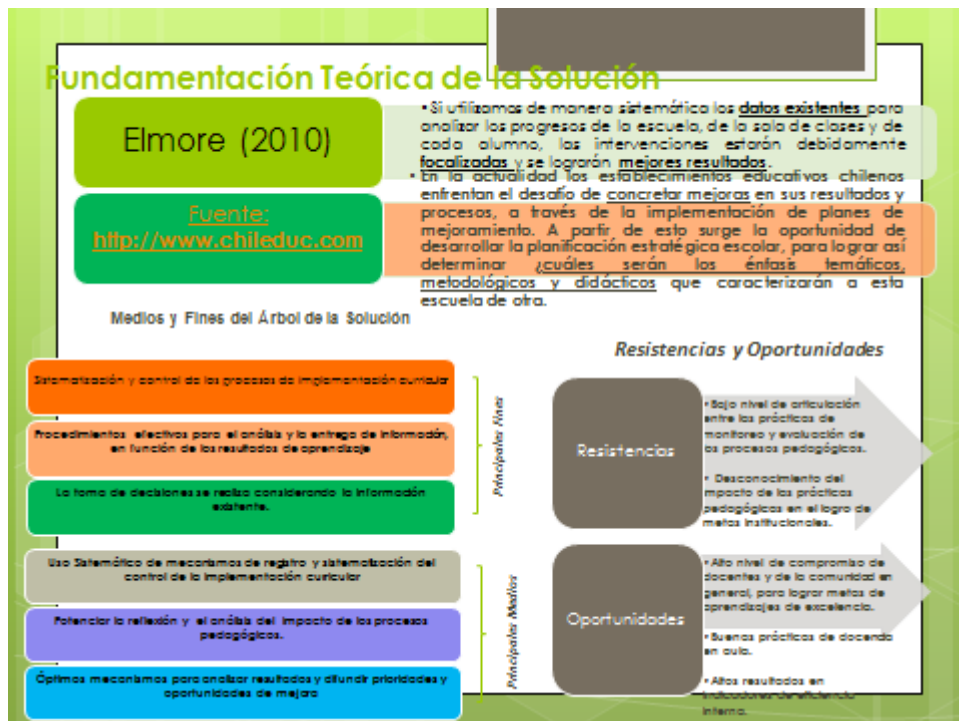 Fundamentación Teórica de la Solución
Elmore (2010)
•Si utilizamos de manera sistemática los datos existentes para
analizar los progresos de la escuela, de la sala de clases y de
cada alumno, las intervenciones estarán debidamente
focalizadas y se lograrán mejores resultados.
Fuente:
http://www.chileduc.com
• En la actualidad los establecimientos educativos chilenos
enfrentan el desafío de concretar mejoras en sus resultados y
procesos, a través de la implementación de planes de
mejoramiento. A partir de esto surge la oportunidad de
desarrollar la planificación estratégica escolar, para lograr así
determinar ¿cuáles serán los énfasis temáticos,
metodológicos y didácticos que caracterizarán a esta
escuela de otra.
Medios y Fines del Árbol de la Solución
Sistematización y control de los procesos de implementación curricular
Procedimientos efectivos para el análisis y la entrega de información,
en función de los resultados de aprendizaje
La toma de decisiones se realiza considerando la información
existente.
Principales Fines
Uso Sistemático de mecanismos de registro y sistematización del
control de la implementación curricular
Potenciar la reflexión y el análisis del impacto de los procesos
pedagógicos.
Óptimos mecanismos para analizar resultados y difundir prioridades y
oportunidades de mejora
Principales Medios
Resistencias y Oportunidades
Resistencias
•Bajo nivel de articulación
entre las prácticas de
monitoreo y evaluación de
los procesos pedagógicos.
• Desconocimiento del
impacto de las prácticas
pedagógicas en el logro de
metas institucionales.
Oportunidades
•Alto nivel de compromiso de
docentes y de la comunidad en
general, para lograr metas de
aprendizajes de excelencia.
•Buenas prácticas de docencia
en aula.
•Altos resultados en
indicadores de eficiencia
interna.